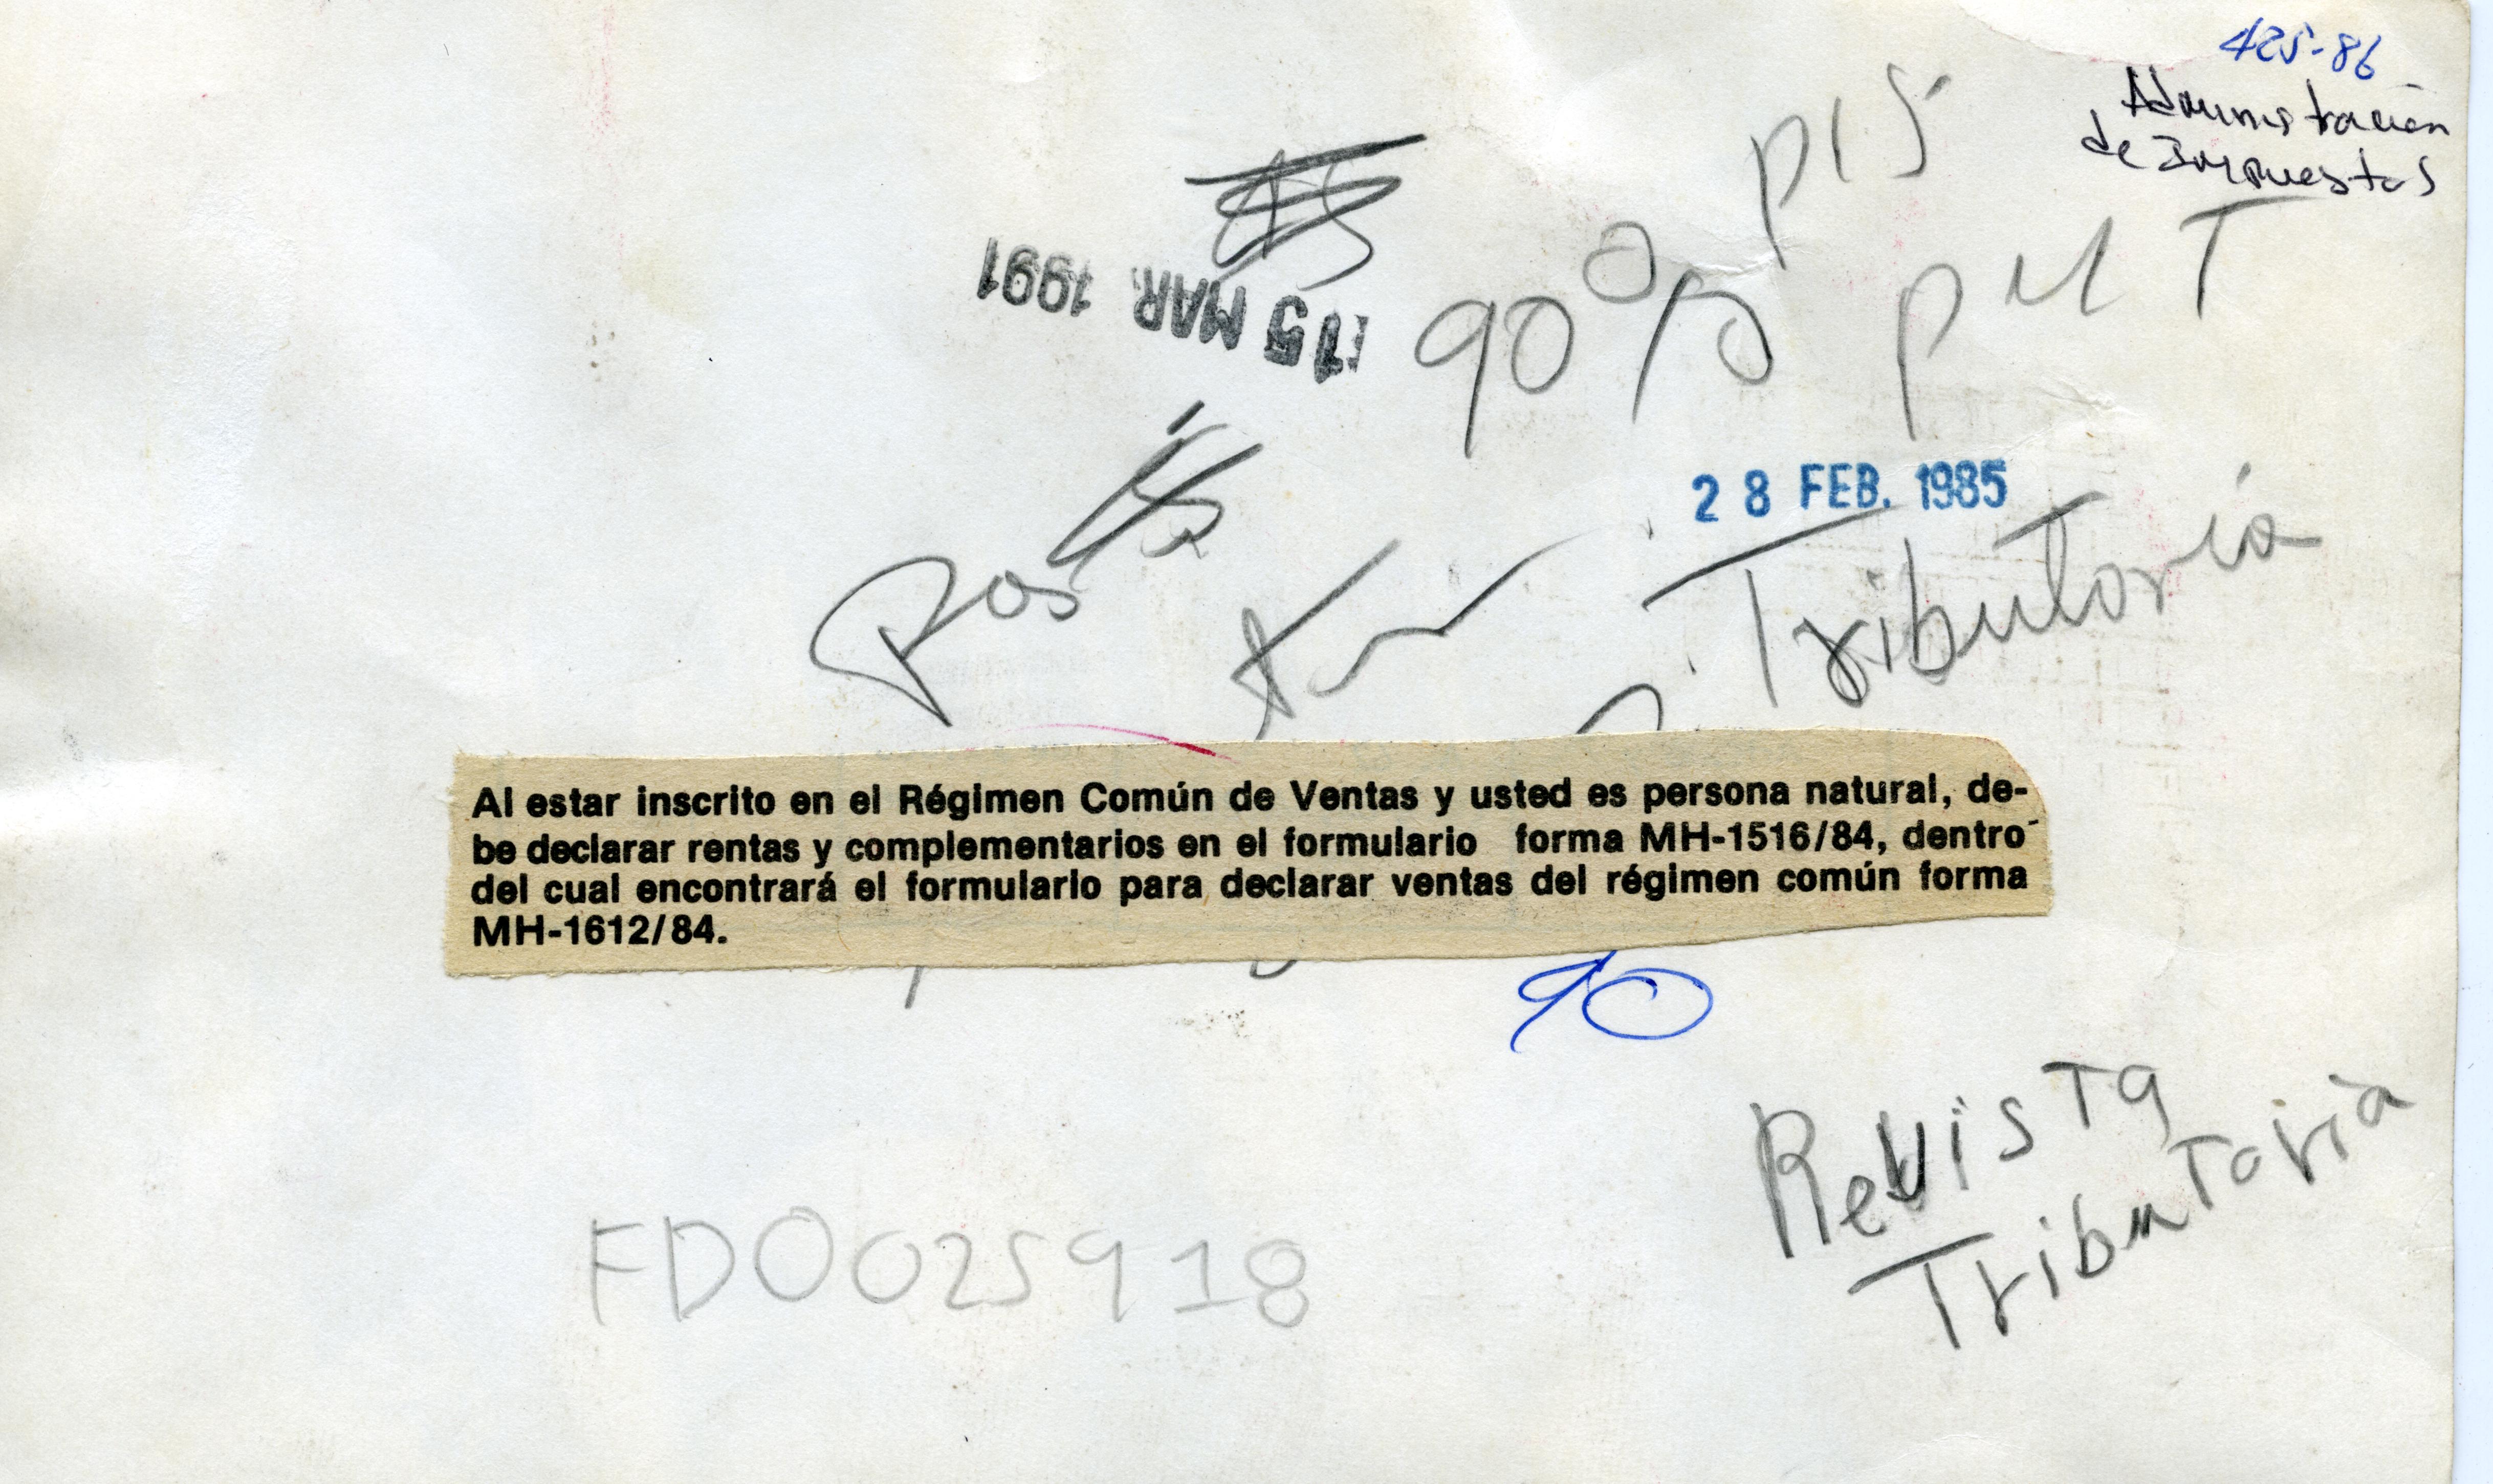 425-86
Administración
de Impuestos
p15
90% pMT
15 MAR. 1991
28 FEB. 1985
Tributaria
Al estar inscrito en el Régimen Común de Ventas y usted es persona natural, de-
be declarar rentas y complementarios en el formulario forma MH-1516/84, dentro
del cual encontrará el formulario para declarar ventas del régimen común forma
MH-1612/84.
90
Revista
Tributaria
FD0025918